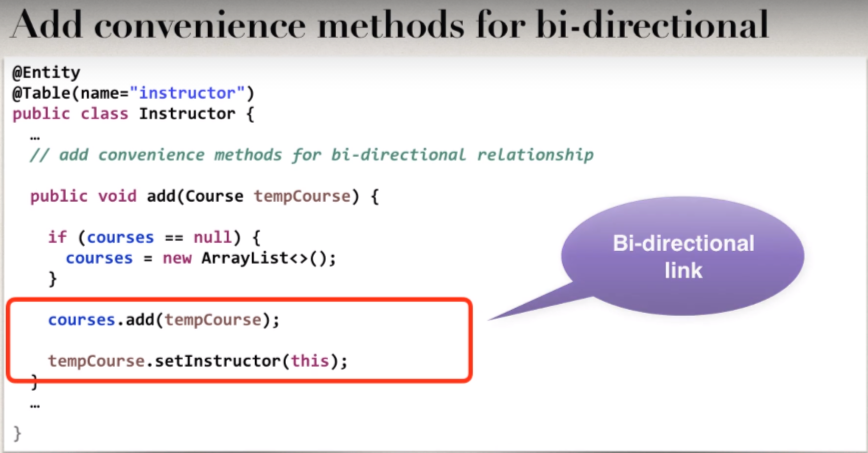 Add convenience methods for bi-directional
@Entity
@Table(name="instructor")
public class Instructor {
…
// add convenience methods for bi-directional relationship
public void add(Course tempCourse) {
if (courses == null) {
courses = new ArrayList<>();
}
courses.add(tempCourse);
tempCourse.setInstructor(this);
}
…
}
Bi-directional
link